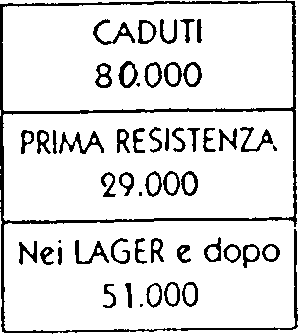 CADUTI
80.000
PRIMA RESISTENZA
29.000
Nei LAGER e dopo
51.000